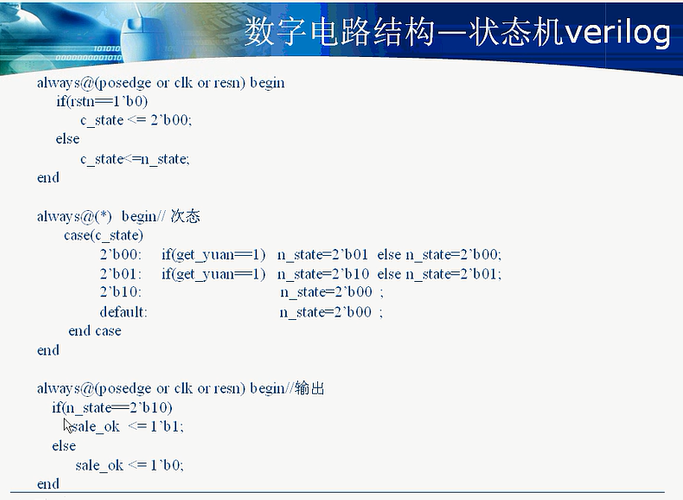 数字电路结构—状态机verilog
101010
00000000101010
always@(posedge or clk or resn) begin
if(rstn==1'b0)
c_state <= 2'b00;
else
c_state<=n_state;
end
always@(*) begin// 次态
case(c_state)
2'b00: if(get_yuan==1) n_state=2'b01 else n_state=2'b00;
2'b01: if(get_yuan==1) n_state=2'b10 else n_state=2'b01;
2'b10: n_state=2'b00 ;
default: n_state=2'b00 ;
end case
end
always@(posedge or clk or resn) begin//输出
if(n_state==2'b10)
sale_ok <= 1'b1;
else
sale_ok <= 1'b0;
end